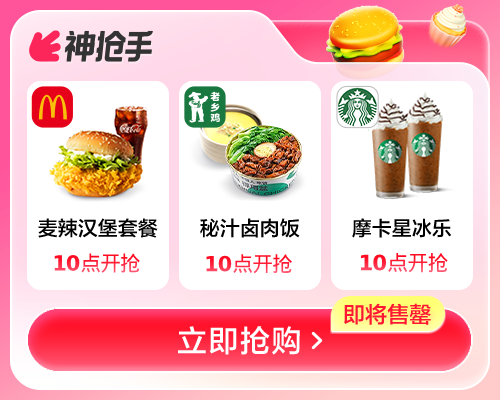 神抢手
老乡鸡
Coca-Cola
麦辣汉堡套餐
秘汁卤肉饭
摩卡星冰乐
10点开抢
10点开抢
10点开抢
即将售罄
立即抢购 >